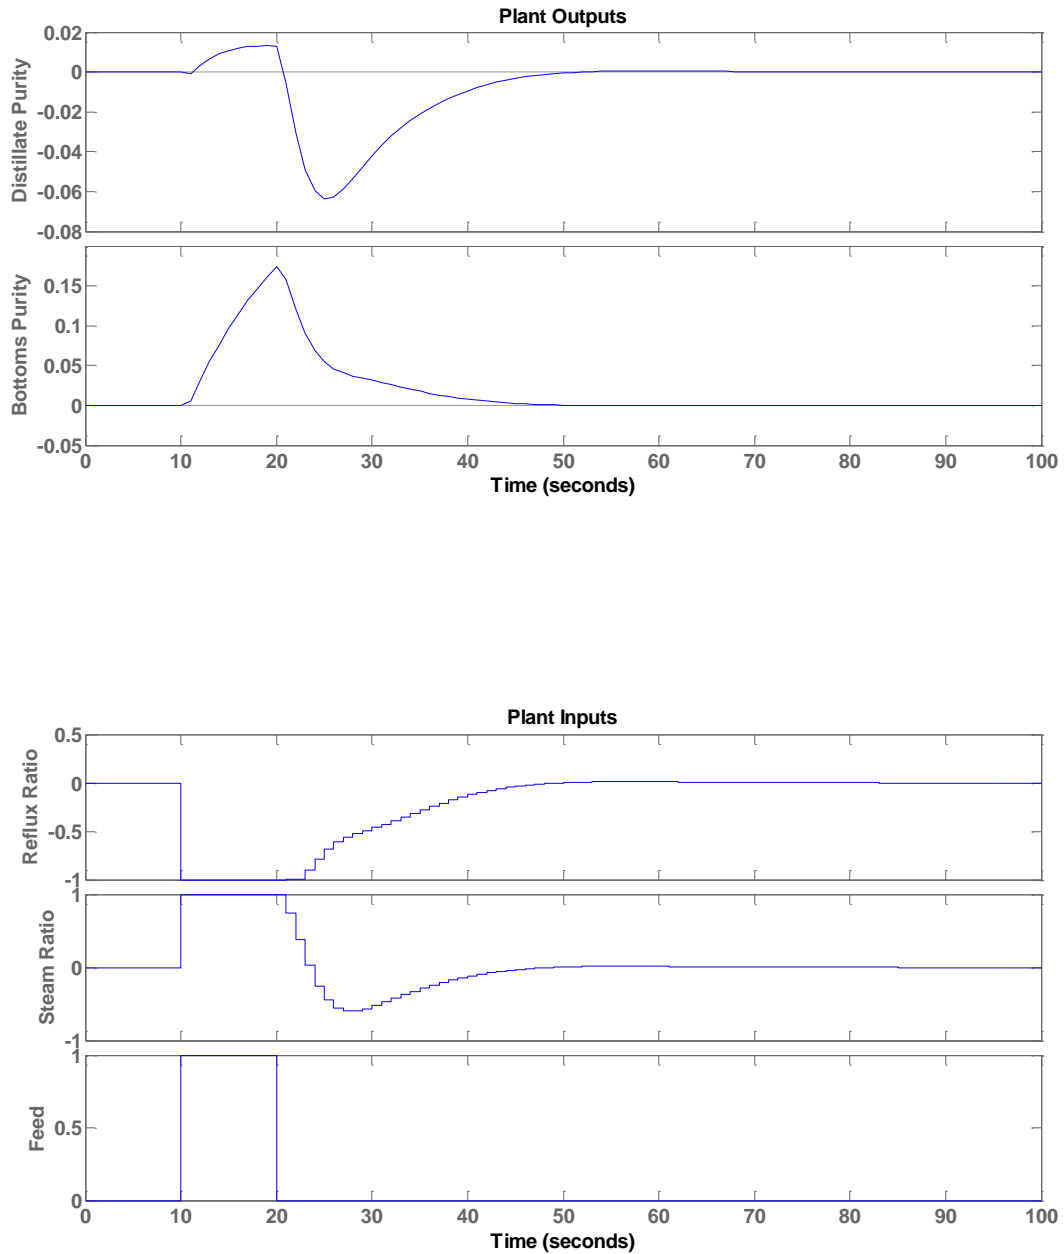 Plant Outputs
Distillate Purity
0.02
0
-0.02
-0.04
-0.06
-0.08
Bottoms Purity
0.15
0.1
0.05
0
-0.05
0 10 20 30 40 50 60 70 80 90 100
Time (seconds)
Plant Inputs
Reflux Ratio
0.5
0
-0.5
-1
Steam Ratio
1
0
-1
Feed
1
0.5
0
0 10 20 30 40 50 60 70 80 90 100
Time (seconds)